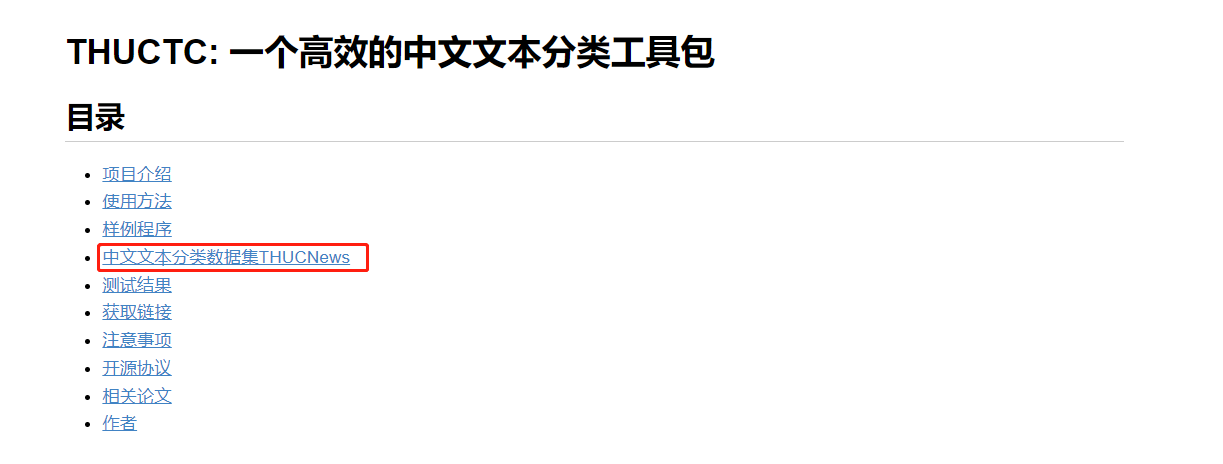 THUCTC: 一个高效的中文文本分类工具包
目录
项目介绍
使用方法
样例程序
中文文本分类数据集THUCNews
测试结果
获取链接
注意事项
开源协议
相关论文
作者